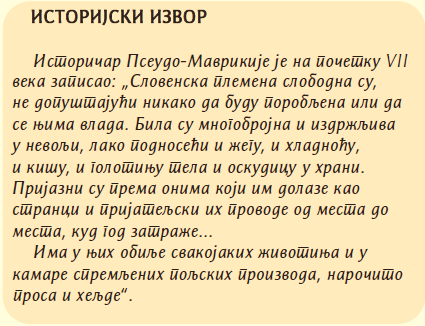 ИСТОРИЈСКИ ИЗВОР
Историчар Псеудо-Маврикије је на почетку VII
века записао: „Словенска племена слободна су,
не допуштајући никако да буду поробљена или да
се њима влада. Била су многобројна и издржљива
у невољи, лако подносећи и жегу, и хладноћу,
и кишу, и голотињу тела и оскудицу у храни.
Пријазни су према онима који им долазе као
странци и пријатељски их проводе од места до
места, куд год затраже...
Има у њих обиље свакојаких животиња и у
камаре стремљених пољских производа, нарочито
проса и хељде“.